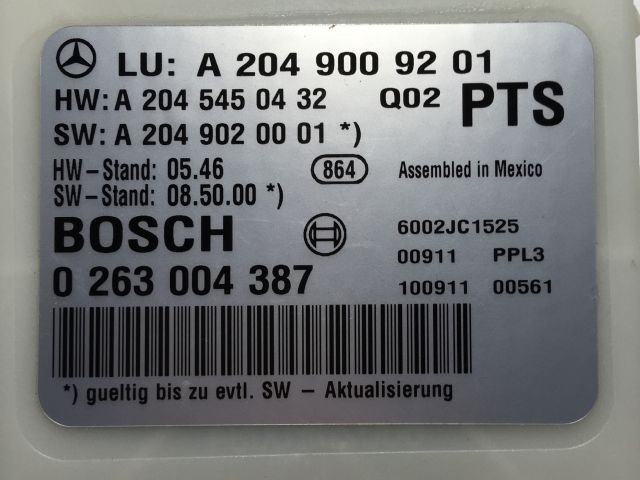 LU: A 204 900 92 01
HW: A 204 545 04 32 Q02 PTS
SW: A 204 902 00 01 *)
HW-Stand: 05.46 864 Assembled in Mexico
SW-Stand: 08.50.00 *)
BOSCH 6002JC1525
00911 PPL3
0 263 004 387 100911 00561
*) gueltig bis zu evtl. SW - Aktualisierung